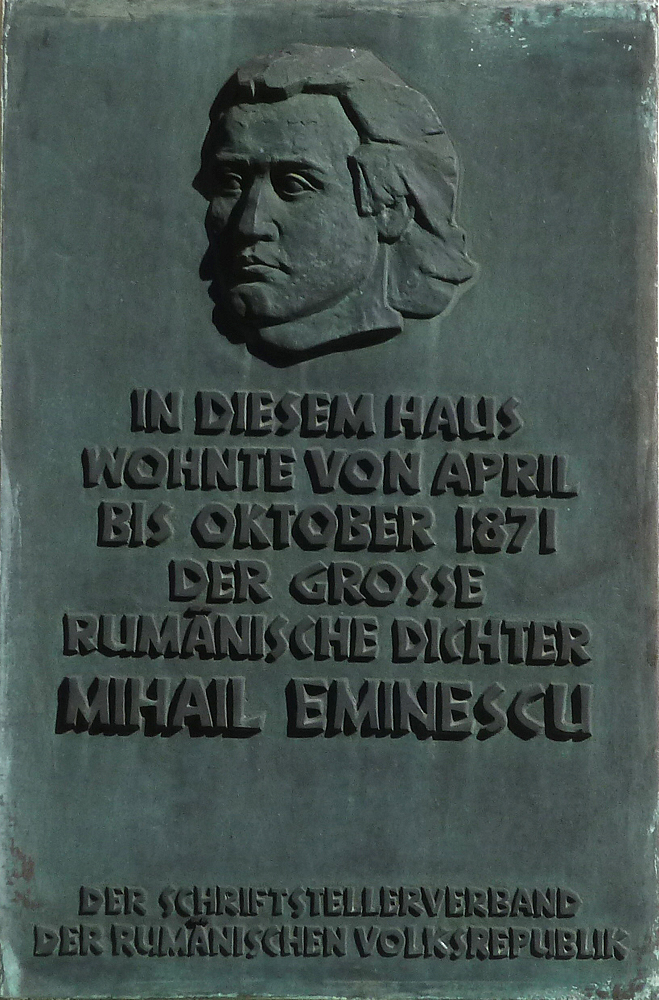 IN DIESEM HAUS
WOHNTE VON APRIL
BIS OKTOBER 1871
DER GROSSE
RUMÄNISCHE DICHTER
MIHAIL EMINESCU
DER SCHRIFTSTELLERVERBAND
DER RUMÄNISCHEN VOLKSREPUBLIK